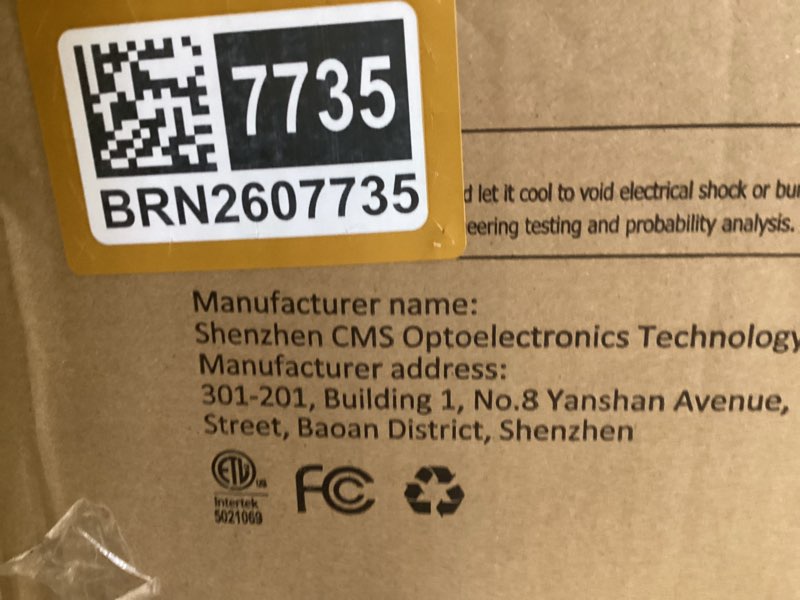 7735
BRN2607735
d let it cool to void electrical shock or bur
eering testing and probability analysis.
Manufacturer name:
Shenzhen CMS Optoelectronics Technology
Manufacturer address:
301-201, Building 1, No.8 Yanshan Avenue,
Street, Baoan District, Shenzhen
ETL us
FC
Intertek
5021069